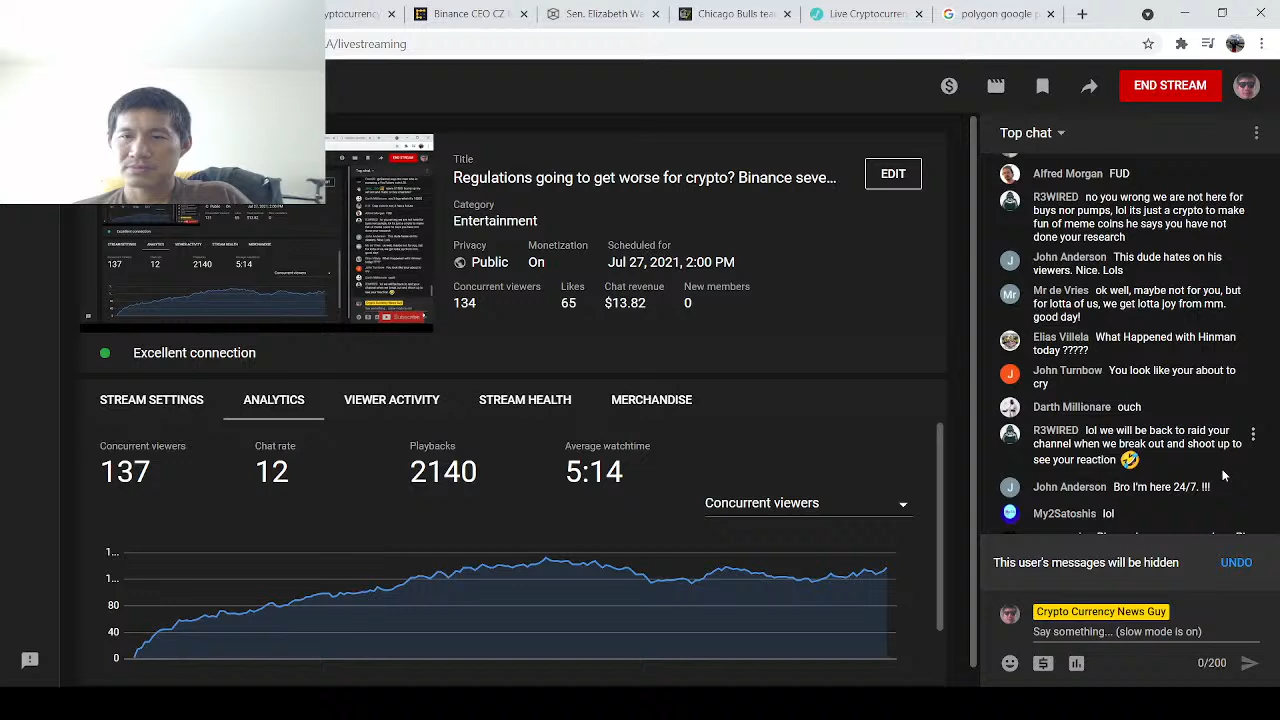 ryptocurrency
Binance CEO CZ
Sen. Elizabeth Wa
Chicago Bulls tea
Live Cryptocurren
polygon google p
A/livestreaming
END STREAM
Title
Regulations going to get worse for crypto? Binance seve...
EDIT
Category
Entertainment
Privacy
Monetization
Scheduled for
Public
On
Jul 27, 2021, 2:00 PM
Concurrent viewers
Likes
Chat revenue
New members
134
65
$13.82
0
Excellent connection
STREAM SETTINGS
ANALYTICS
VIEWER ACTIVITY
STREAM HEALTH
MERCHANDISE
Concurrent viewers
Chat rate
Playbacks
Average watchtime
137
12
2140
5:14
Concurrent viewers
1...
1...
80
40
0
Top chat
Alfred Morgan FUD
R3WIRED no you wrong we are not here for
buys anyway lol its just a crypto to make
fun of memecoins he says you have not
done your research
John Anderson This dude hates on his
viewers. NGL. Lols
Mr de Vries oh well, maybe not for you, but
for lotta guys we get lotta joy from mn.
good day!
Elias Villela What Happened with Hinman
today ?????
John Turnbow You look like your about to
cry
Darth Millionare ouch
R3WIRED lol we will be back to raid your
channel when we break out and shoot up to
see your reaction 🤣
John Anderson Bro I’m here 24/7. !!!
My2Satoshis lol
This user's messages will be hidden
UNDO
Crypto Currency News Guy
Say something... (slow mode is on)
0/200